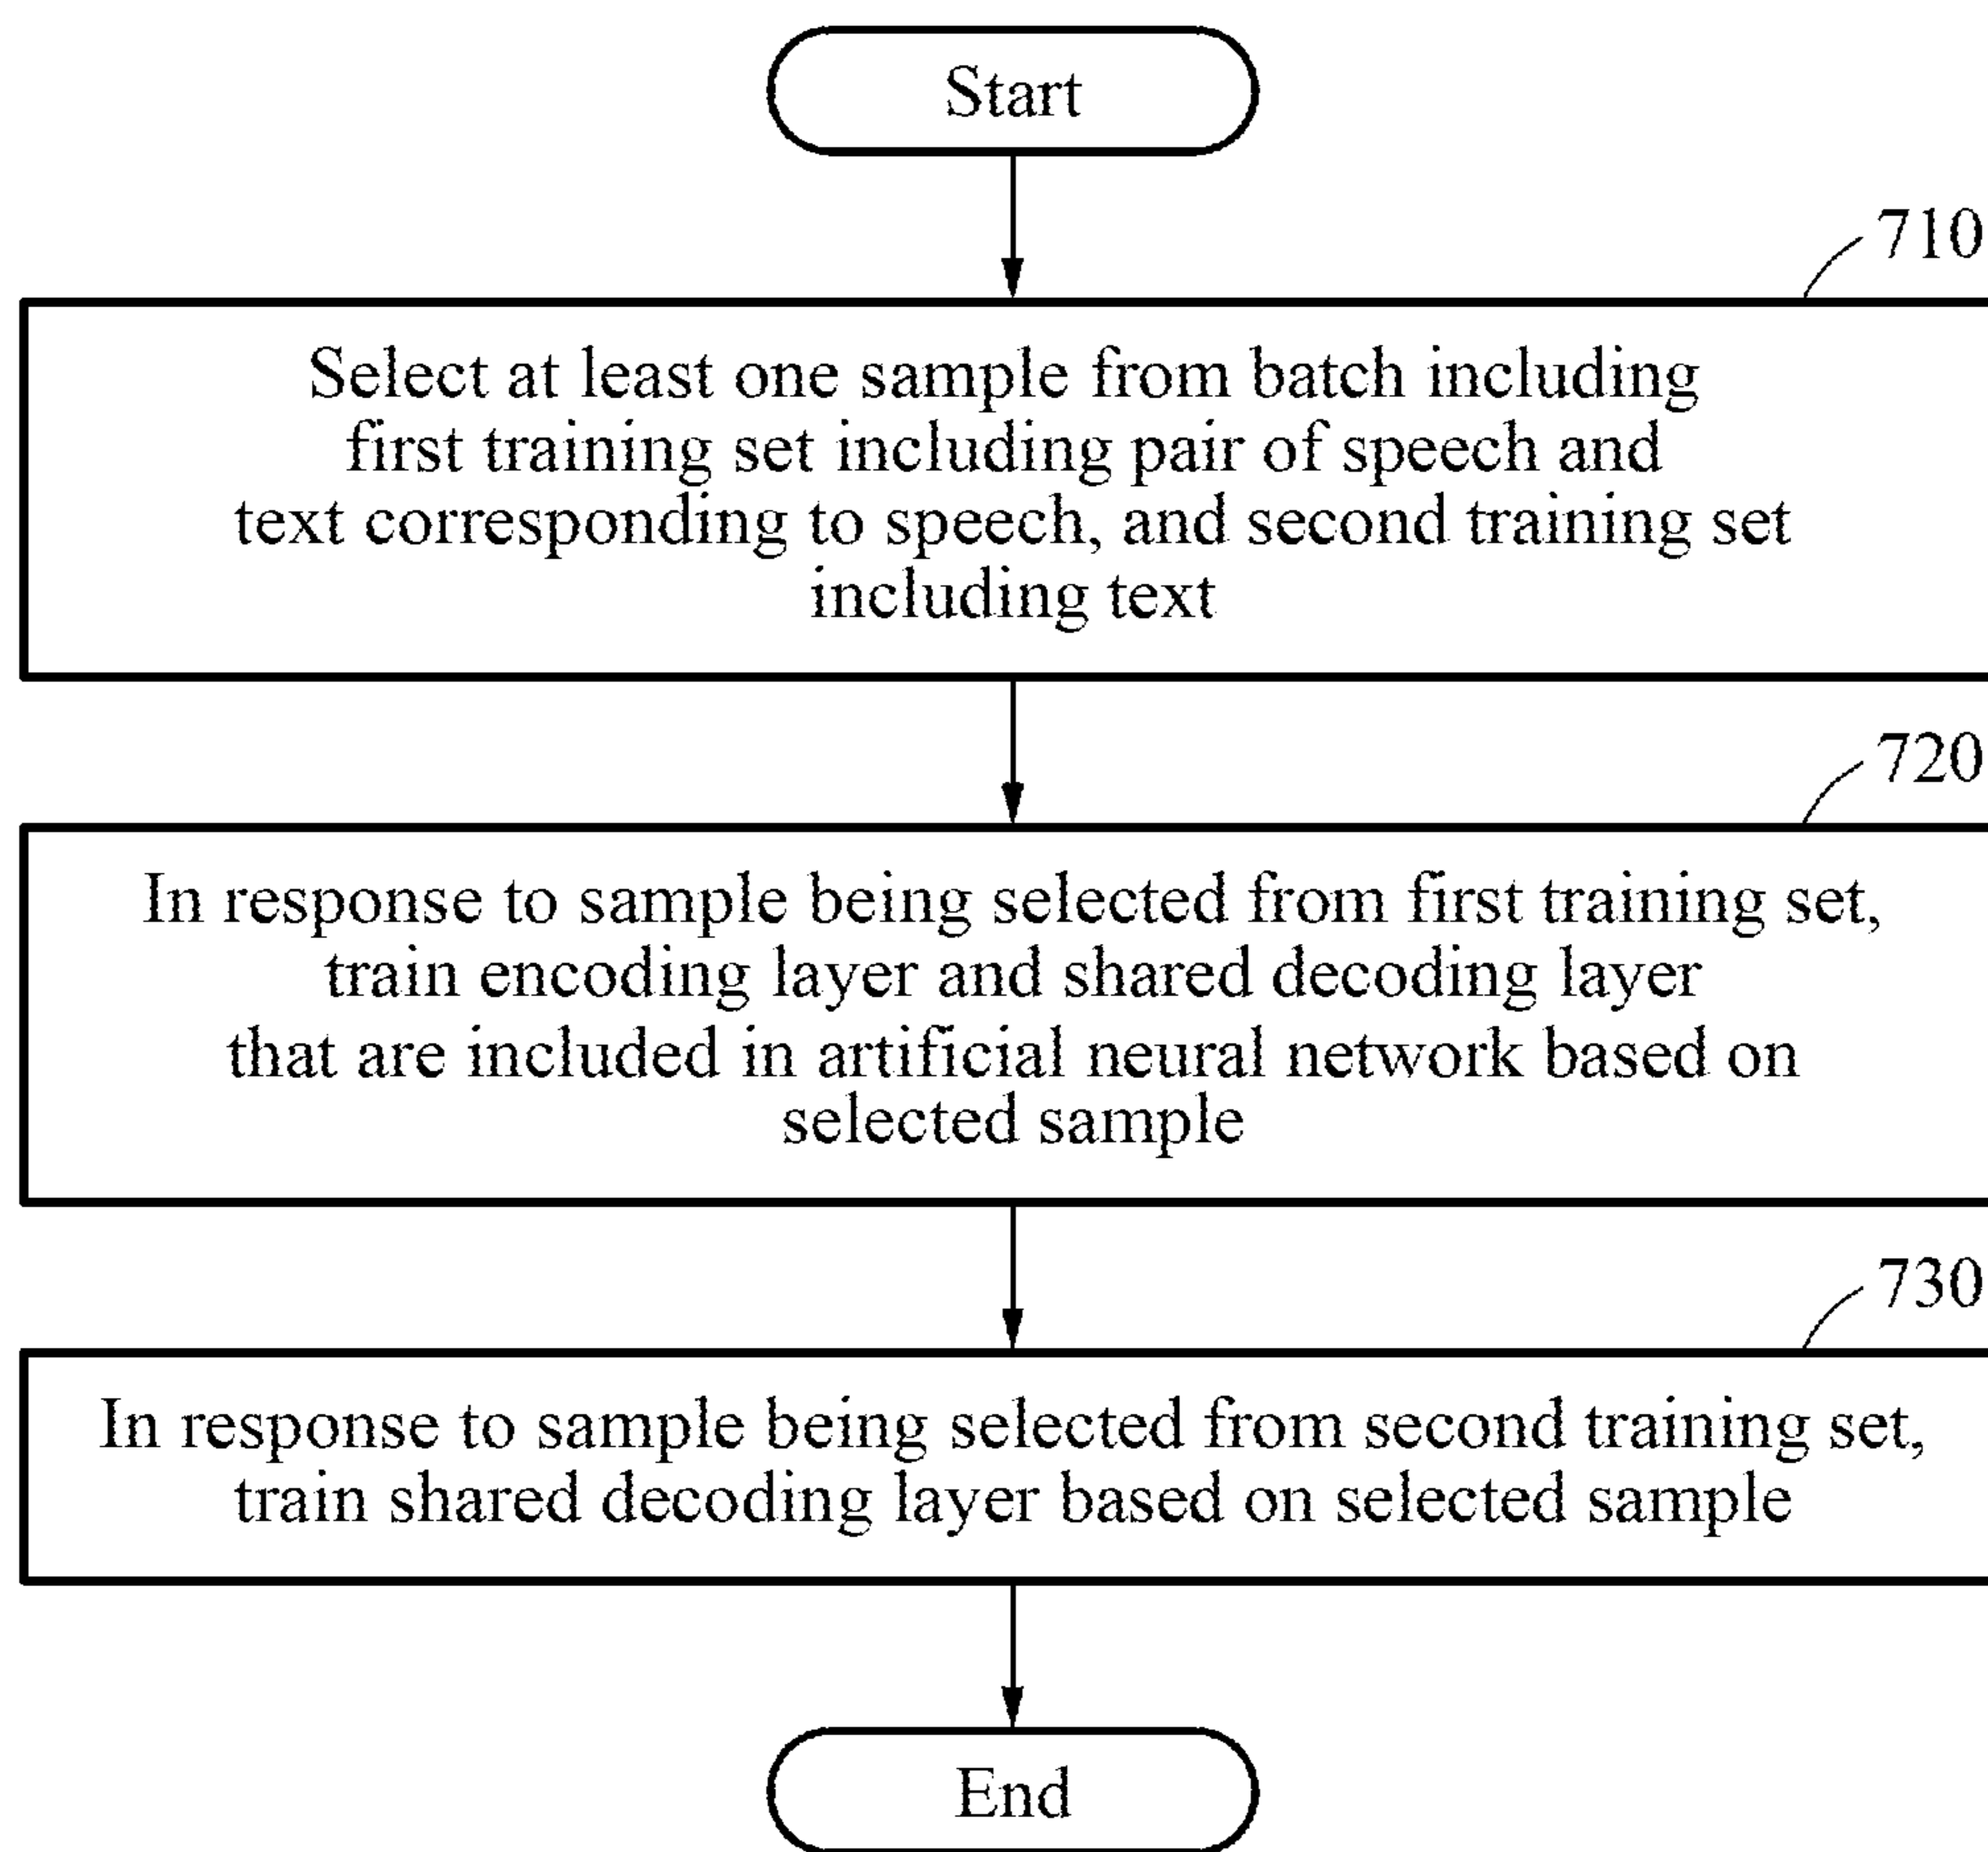 Start
710
Select at least one sample from batch including
first training set including pair of speech and
text corresponding to speech, and second training set
including text
720
In response to sample being selected from first training set,
train encoding layer and shared decoding layer
that are included in artificial neural network based on
selected sample
730
In response to sample being selected from second training set,
train shared decoding layer based on selected sample
End